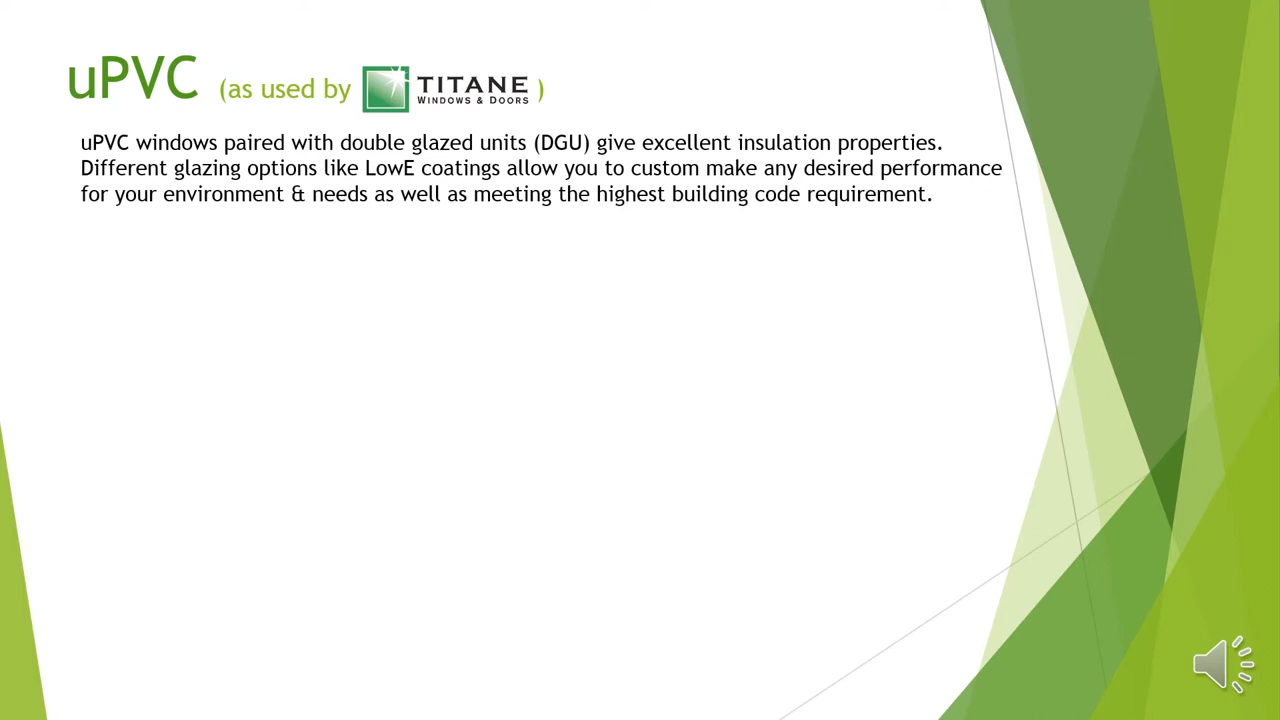 uPVC (as used by TITANE WINDOWS & DOORS )
uPVC windows paired with double glazed units (DGU) give excellent insulation properties.
Different glazing options like LowE coatings allow you to custom make any desired performance
for your environment & needs as well as meeting the highest building code requirement.